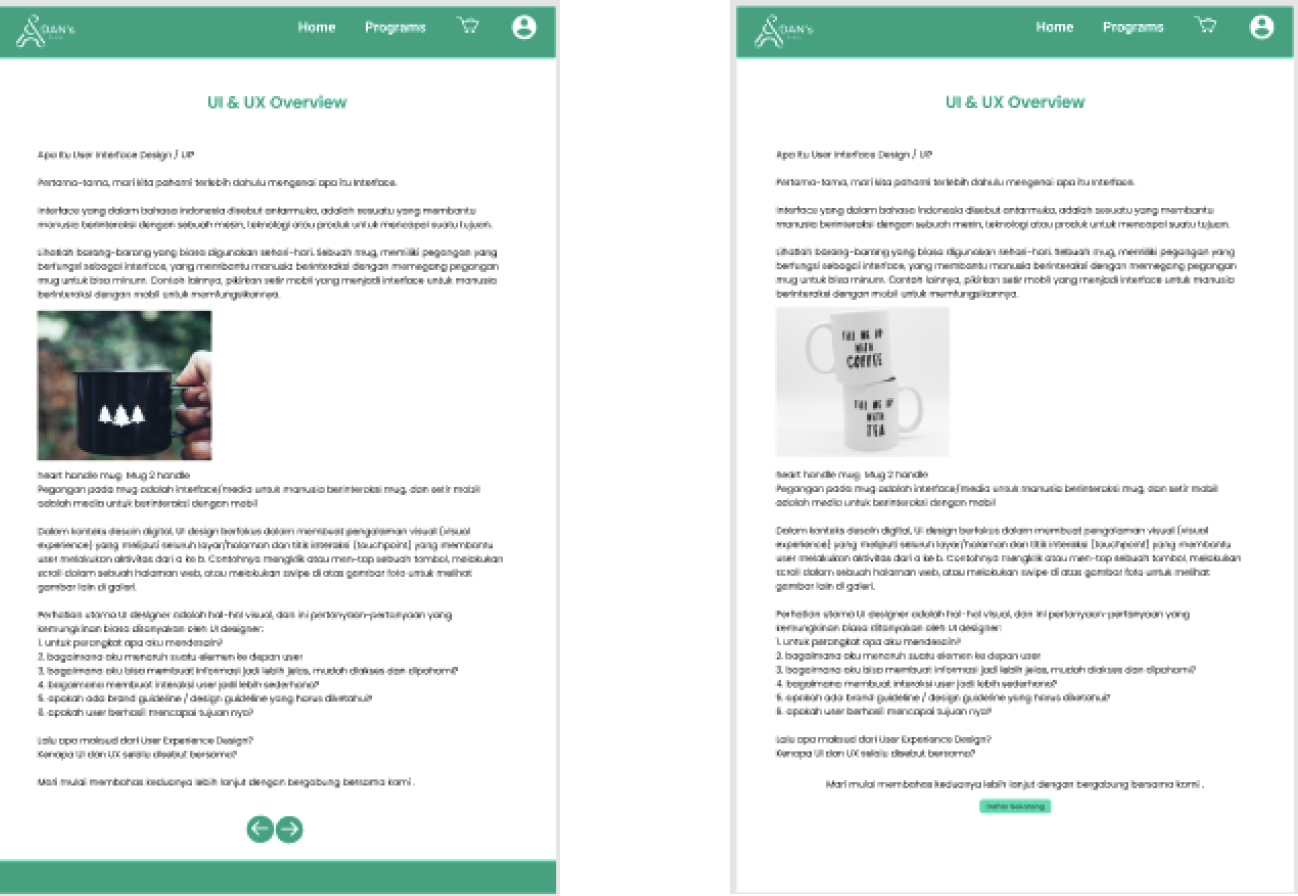 DAN's
Home
Programs
UI & UX Overview
Apa itu User Interface Design / UI?
Pertama-tama, mari kita pahami terlebih dahulu mengenai apa itu Interface.
Interface yang dalam bahasa Indonesia disebut antarmuka, adalah sesuatu yang membantu
manusia berinteraksi dengan sebuah mesin, teknologi atau produk untuk mencapai suatu tujuan.
Lihatlah barang-barang yang biasa digunakan sehari-hari. Sebuah mug, memiliki pegangan yang
berfungsi sebagai interface, yang membantu manusia berinteraksi dengan memegang pegangan
mug untuk bisa minum. Contoh lainnya, pikirkan setir mobil yang menjadi interface untuk manusia
berinteraksi dengan mobil untuk memfungsikannya.
heart handle mug Mug 2 handle
Pegangan pada mug adalah interface/media untuk manusia berinteraksi mug, dan setir mobil
adalah media untuk berinteraksi dengan mobil
Dalam konteks desain digital, UI design berfokus dalam membuat pengalaman visual (visual
experience) yang meliputi seluruh layar/halaman dan titik interaksi (touchpoint) yang membantu
user melakukan aktivitas dari a ke b. Contohnya mengklik atau men-tap sebuah tombol, melakukan
scroll dalam sebuah halaman web, atau melakukan swipe di atas gambar foto untuk melihat
gambar lain di galeri.
Perhatian utama UI designer adalah hal-hal visual, dan ini pertanyaan-pertanyaan yang
kemungkinan biasa ditanyakan oleh UI designer:
1. untuk perangkat apa aku mendesain?
2. bagaimana aku menaruh suatu elemen ke depan user
3. bagaimana aku bisa membuat informasi jadi lebih jelas, mudah diakses dan dipahami?
4. bagaimana membuat interaksi user jadi lebih sederhana?
5. apakah ada brand guideline / design guideline yang harus diketahui?
6. apakah user berhasil mencapai tujuan nya?
Lalu apa maksud dari User Experience Design?
Kenapa UI dan UX selalu disebut bersama?
Mari mulai membahas keduanya lebih lanjut dengan bergabung bersama kami .
DAN's
Home
Programs
UI & UX Overview
Apa itu User Interface Design / UI?
Pertama-tama, mari kita pahami terlebih dahulu mengenai apa itu Interface.
Interface yang dalam bahasa Indonesia disebut antarmuka, adalah sesuatu yang membantu
manusia berinteraksi dengan sebuah mesin, teknologi atau produk untuk mencapai suatu tujuan.
Lihatlah barang-barang yang biasa digunakan sehari-hari. Sebuah mug, memiliki pegangan yang
berfungsi sebagai interface, yang membantu manusia berinteraksi dengan memegang pegangan
mug untuk bisa minum. Contoh lainnya, pikirkan setir mobil yang menjadi interface untuk manusia
berinteraksi dengan mobil untuk memfungsikannya.
FILL ME UP
WITH
COFFEE
FILL ME UP
WITH
TEA
heart handle mug Mug 2 handle
Pegangan pada mug adalah interface/media untuk manusia berinteraksi mug, dan setir mobil
adalah media untuk berinteraksi dengan mobil
Dalam konteks desain digital, UI design berfokus dalam membuat pengalaman visual (visual
experience) yang meliputi seluruh layar/halaman dan titik interaksi (touchpoint) yang membantu
user melakukan aktivitas dari a ke b. Contohnya mengklik atau men-tap sebuah tombol, melakukan
scroll dalam sebuah halaman web, atau melakukan swipe di atas gambar foto untuk melihat
gambar lain di galeri.
Perhatian utama UI designer adalah hal-hal visual, dan ini pertanyaan-pertanyaan yang
kemungkinan biasa ditanyakan oleh UI designer:
1. untuk perangkat apa aku mendesain?
2. bagaimana aku menaruh suatu elemen ke depan user
3. bagaimana aku bisa membuat informasi jadi lebih jelas, mudah diakses dan dipahami?
4. bagaimana membuat interaksi user jadi lebih sederhana?
5. apakah ada brand guideline / design guideline yang harus diketahui?
6. apakah user berhasil mencapai tujuan nya?
Lalu apa maksud dari User Experience Design?
Kenapa UI dan UX selalu disebut bersama?
Mari mulai membahas keduanya lebih lanjut dengan bergabung bersama kami .
Daftar Sekarang